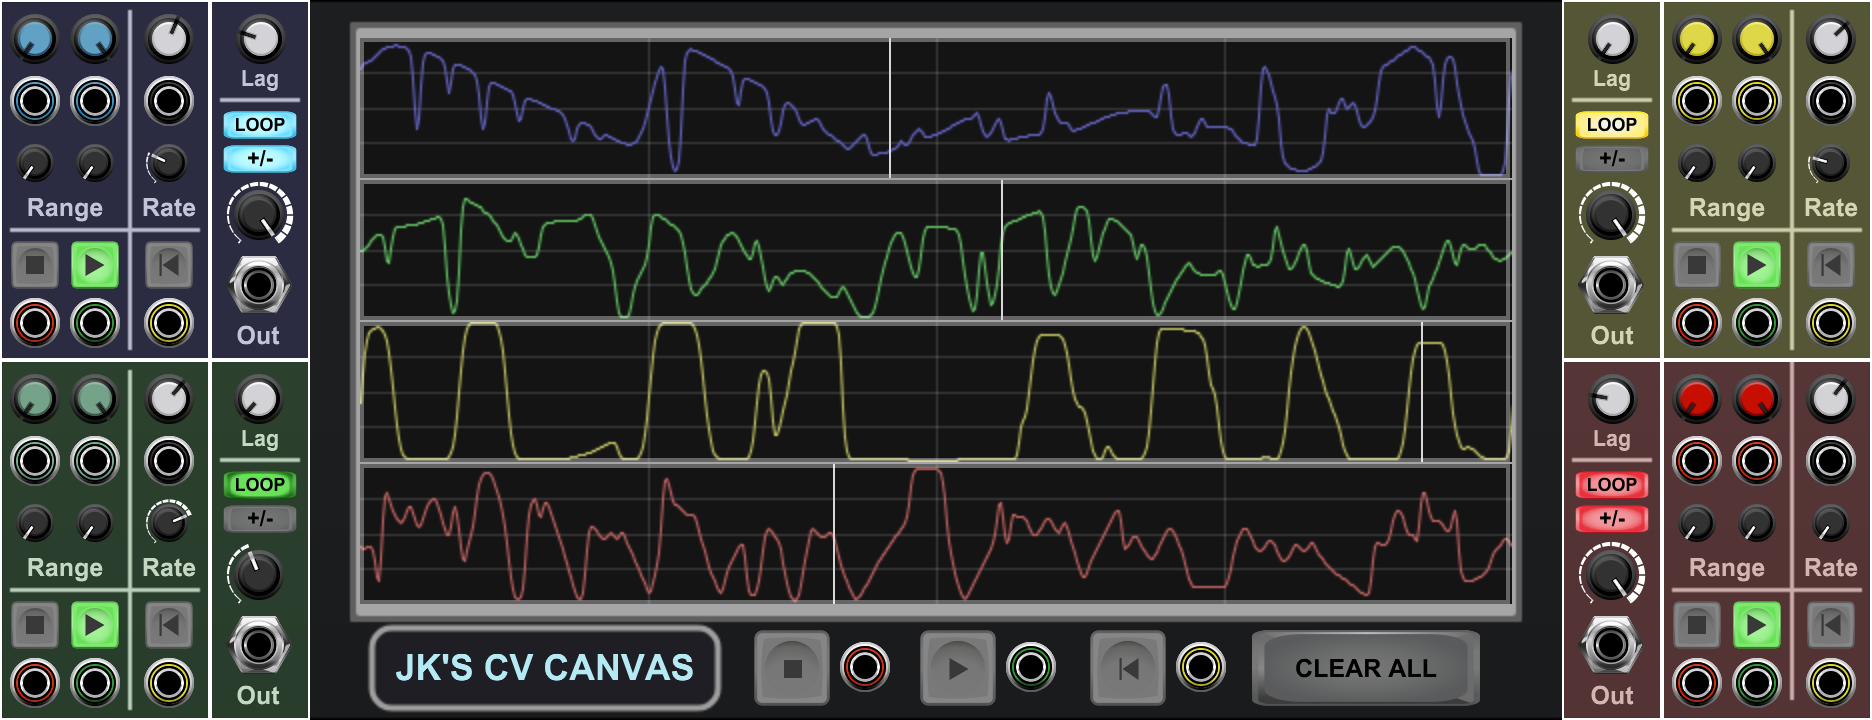 Lag
LOOP
+/-
Range
Rate
Out
Lag
LOOP
+/-
Range
Rate
Out
Lag
LOOP
+/-
Range
Rate
Out
Lag
LOOP
+/-
Range
Rate
Out
JK'S CV CANVAS
CLEAR ALL